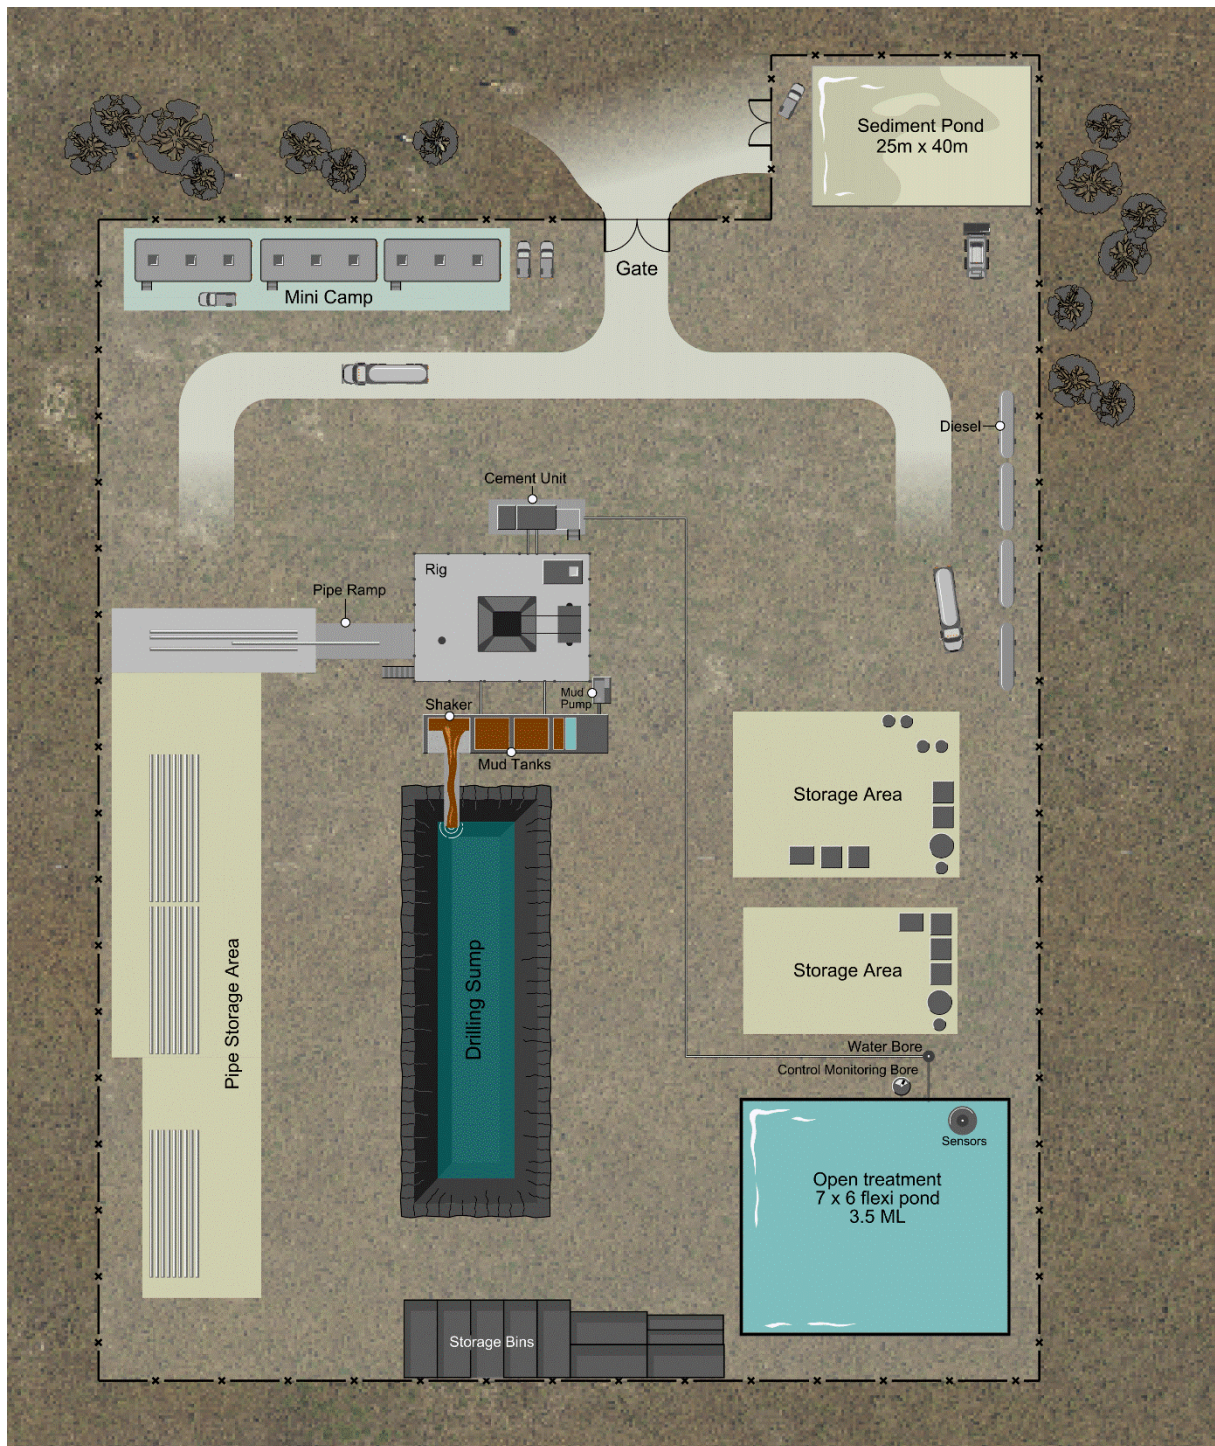 Sediment Pond
25m x 40m
Gate
Mini Camp
Diesel
Cement Unit
Rig
Pipe Ramp
Mud
Pump
Shaker
Mud Tanks
Storage Area
Drilling Sump
Pipe Storage Area
Storage Area
Water Bore
Control Monitoring Bore
Sensors
Open treatment
7 x 6 flexi pond
3.5 ML
Storage Bins